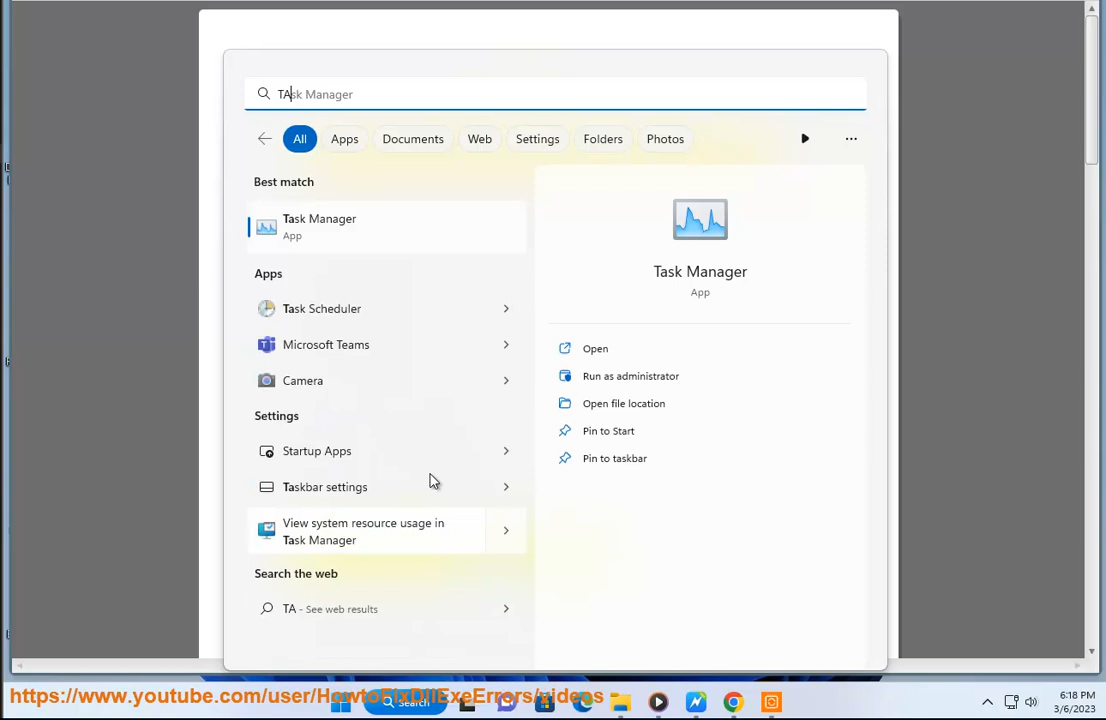 TAsk Manager
All
Apps
Documents
Web
Settings
Folders
Photos
Best match
Task Manager
App
Apps
Task Scheduler
Microsoft Teams
Camera
Settings
Startup Apps
Taskbar settings
View system resource usage in
Task Manager
Search the web
TA - See web results
Task Manager
App
Open
Run as administrator
Open file location
Pin to Start
Pin to taskbar
https://www.youtube.com/user/HowtoFixDllExeErrors/videos
Search
6:18 PM
3/6/2023